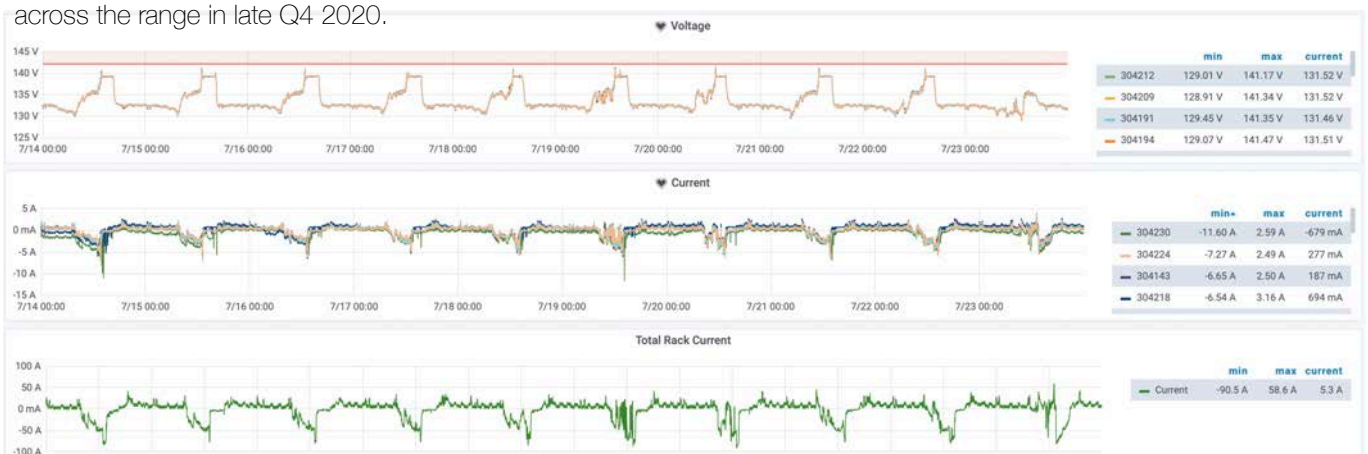 across the range in late Q4 2020.
Voltage
145 V
140 V
135 V
130 V
125 V
7/14 00:00 7/15 00:00 7/16 00:00 7/17 00:00 7/18 00:00 7/19 00:00 7/20 00:00 7/21 00:00 7/22 00:00 7/23 00:00
min max current
304212 129.01 V 141.17 V 131.52 V
304209 128.91 V 141.34 V 131.52 V
304191 129.45 V 141.35 V 131.46 V
304194 129.07 V 141.47 V 131.51 V
Current
5 A
0 mA
-5 A
-10 A
-15 A
7/14 00:00 7/15 00:00 7/16 00:00 7/17 00:00 7/18 00:00 7/19 00:00 7/20 00:00 7/21 00:00 7/22 00:00 7/23 00:00
min max current
304230 -11.60 A 2.59 A -679 mA
304224 -7.27 A 2.49 A 277 mA
304143 -6.65 A 2.50 A 187 mA
304218 -6.54 A 3.16 A 694 mA
Total Rack Current
100 A
50 A
0 mA
-50 A
-100 A
min max current
Current -90.5 A 58.6 A 5.3 A